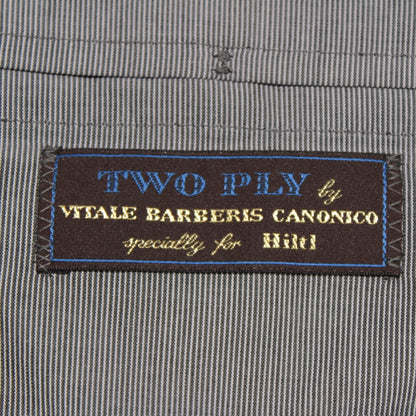 TWO PLY by
VITALE BARBERIS CANONICO
specially for Hiltl